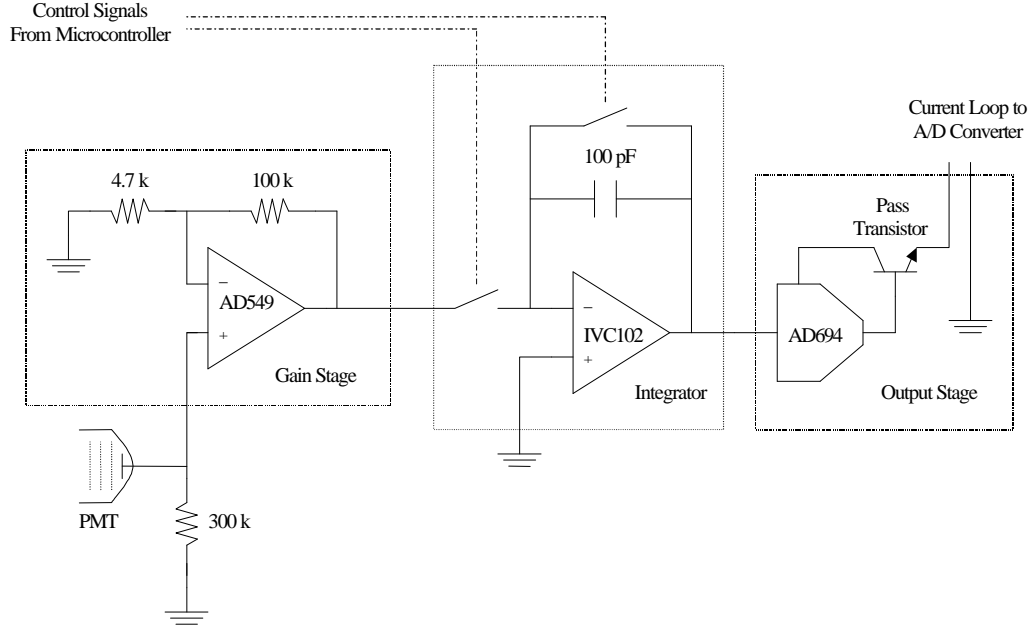 Control Signals
From Microcontroller
Current Loop to
A/D Converter
4.7 k
100 k
100 pF
Pass
Transistor
−
AD549
+
−
IVC102
+
AD694
Gain Stage
Integrator
Output Stage
PMT
300 k